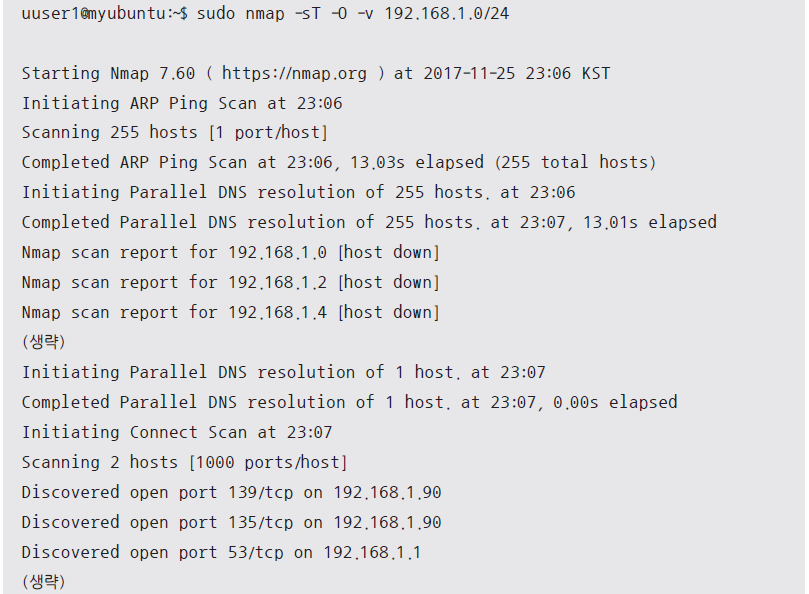 uuser1@myubuntu:~$ sudo nmap -sT -O -v 192.168.1.0/24
Starting Nmap 7.60 ( https://nmap.org ) at 2017-11-25 23:06 KST
Initiating ARP Ping Scan at 23:06
Scanning 255 hosts [1 port/host]
Completed ARP Ping Scan at 23:06, 13.03s elapsed (255 total hosts)
Initiating Parallel DNS resolution of 255 hosts. at 23:06
Completed Parallel DNS resolution of 255 hosts. at 23:07, 13.01s elapsed
Nmap scan report for 192.168.1.0 [host down]
Nmap scan report for 192.168.1.2 [host down]
Nmap scan report for 192.168.1.4 [host down]
(생략)
Initiating Parallel DNS resolution of 1 host. at 23:07
Completed Parallel DNS resolution of 1 host. at 23:07, 0.00s elapsed
Initiating Connect Scan at 23:07
Scanning 2 hosts [1000 ports/host]
Discovered open port 139/tcp on 192.168.1.90
Discovered open port 135/tcp on 192.168.1.90
Discovered open port 53/tcp on 192.168.1.1
(생략)